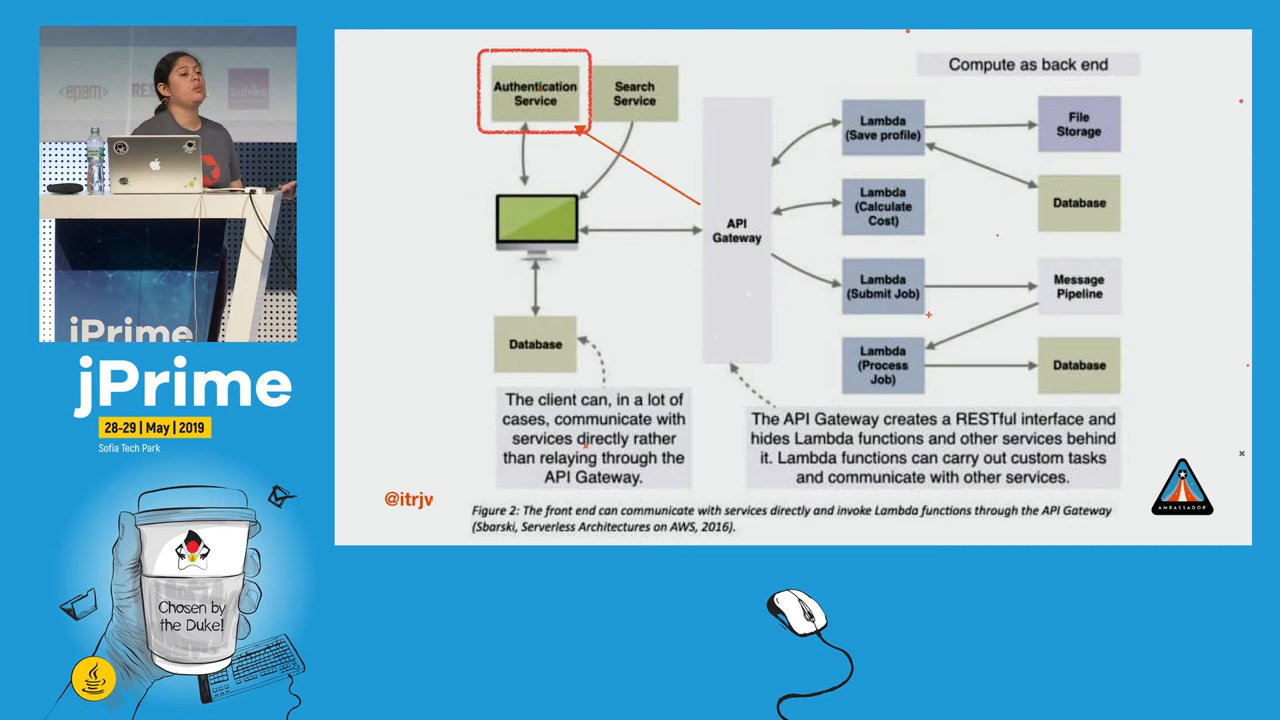 <epam>
zühlke
jPrime
jPrime
28-29 | May | 2019
Sofia Tech Park
Chosen by
the Duke!
Compute as back end
Authentication
Service
Search
Service
API
Gateway
Lambda
(Save profile)
File
Storage
Lambda
(Calculate
Cost)
Database
Lambda
(Submit Job)
Message
Pipeline
Lambda
(Process
Job)
Database
Database
The client can, in a lot of
cases, communicate with
services directly rather
than relaying through the
API Gateway.
The API Gateway creates a RESTful interface and
hides Lambda functions and other services behind
it. Lambda functions can carry out custom tasks
and communicate with other services.
@itrjv
Figure 2: The front end can communicate with services directly and invoke Lambda functions through the API Gateway
(Sbarski, Serverless Architectures on AWS, 2016).
AMBASSADOR